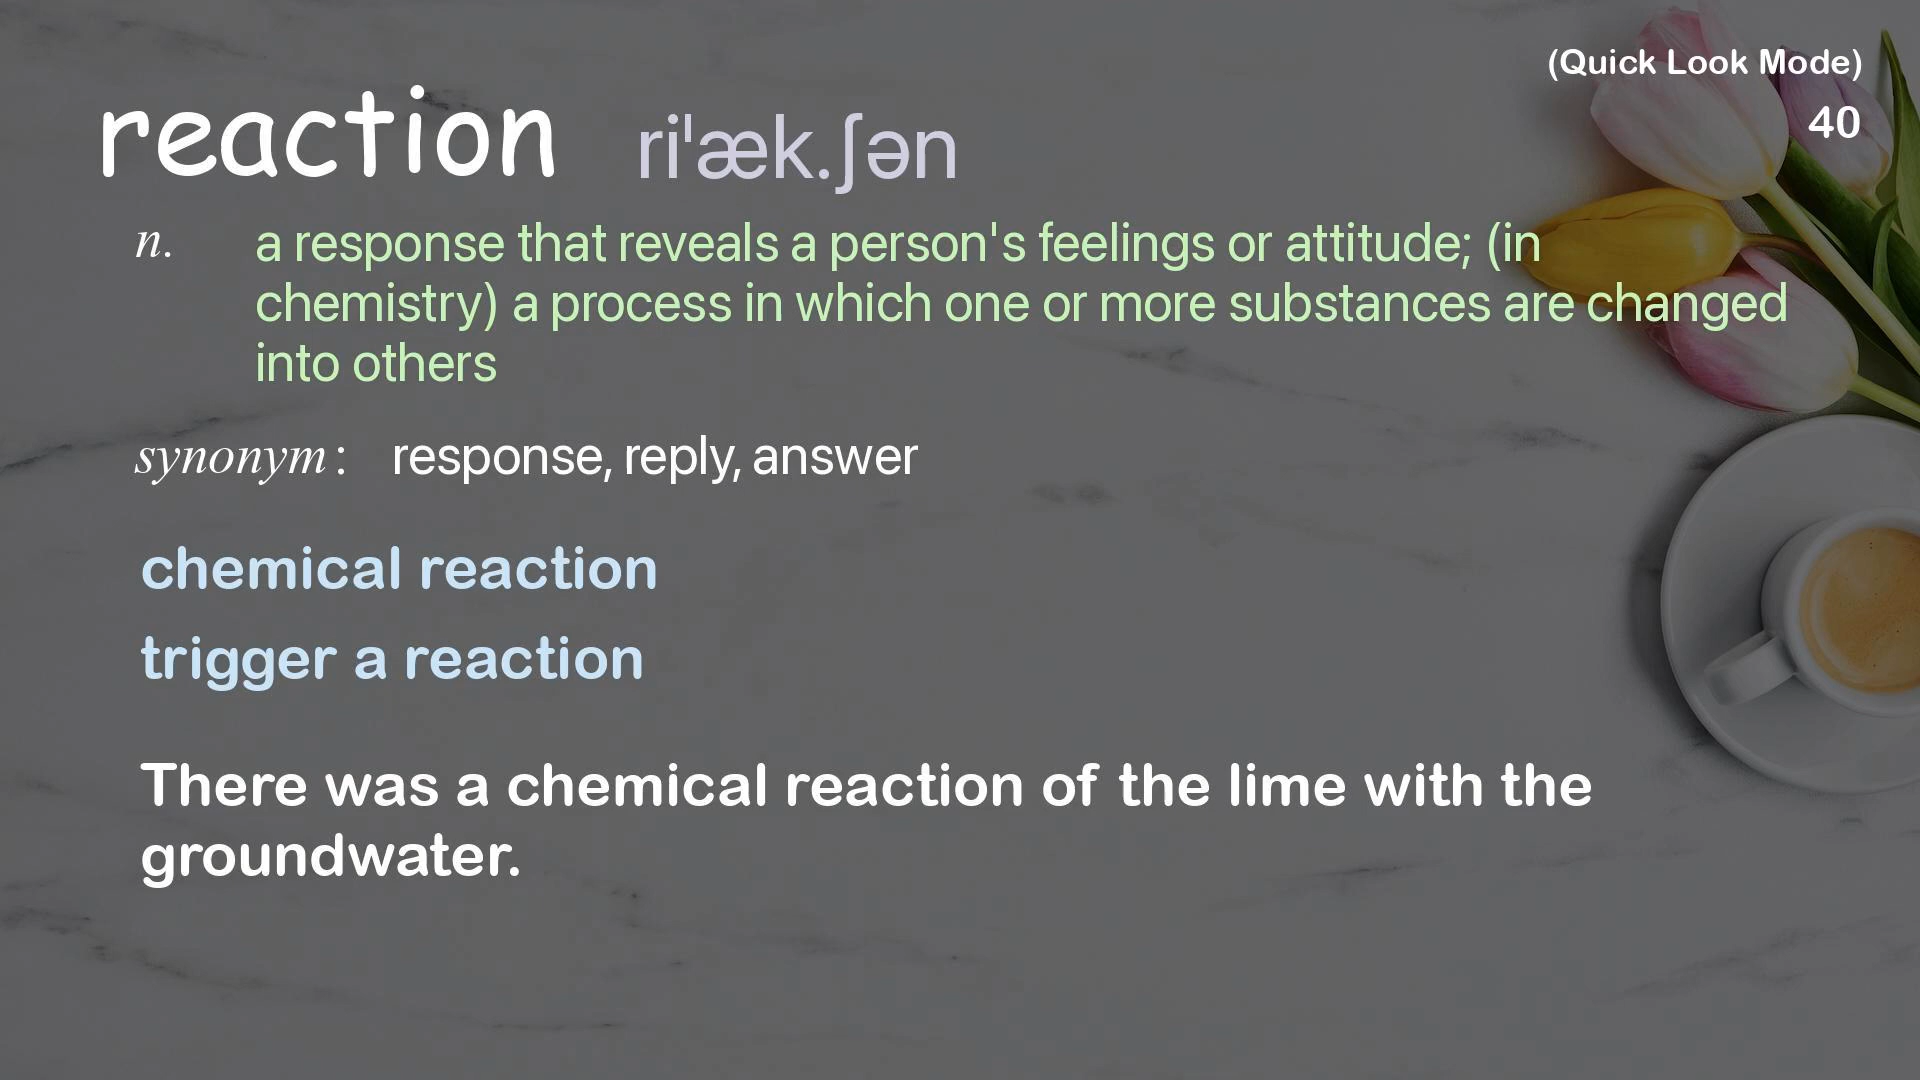 (Quick Look Mode)
reaction ri'æk.ʃən
40
n. a response that reveals a person's feelings or attitude; (in
chemistry) a process in which one or more substances are changed
into others
synonym: response, reply, answer
chemical reaction
trigger a reaction
There was a chemical reaction of the lime with the
groundwater.